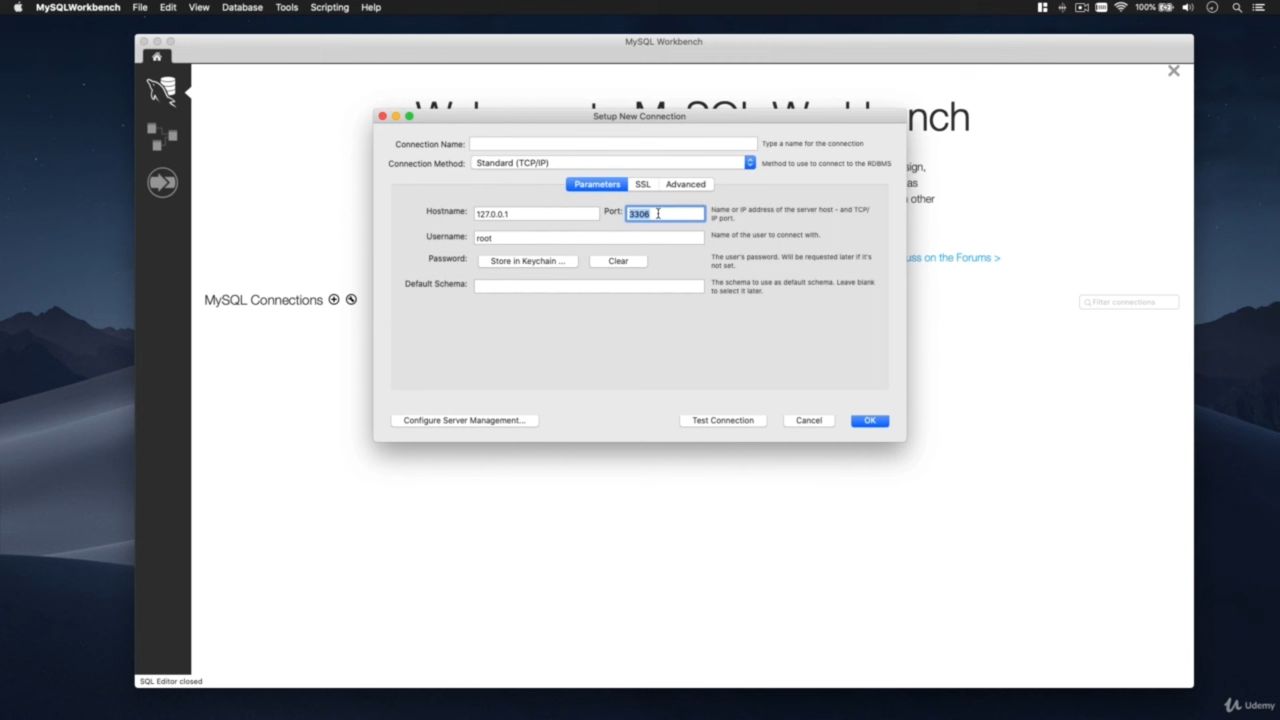 MySQLWorkbench File Edit View Database Tools Scripting Help 100%
MySQL Workbench
Setup New Connection
nch
Connection Name: Type a name for the connection
Connection Method: Standard (TCP/IP) Method to use to connect to the RDBMS
Parameters SSL Advanced
Hostname: 127.0.0.1 Port: 3306 Name or IP address of the server host - and TCP/
IP port.
Username: root Name of the user to connect with.
Password: Store in Keychain ... Clear The user's password. Will be requested later if it's
not set.
Default Schema: The schema to use as default schema. Leave blank
to select it later.
ign,
as
other
uss on the Forums >
MySQL Connections
Filter connections
Configure Server Management... Test Connection Cancel OK
SQL Editor closed
Udemy